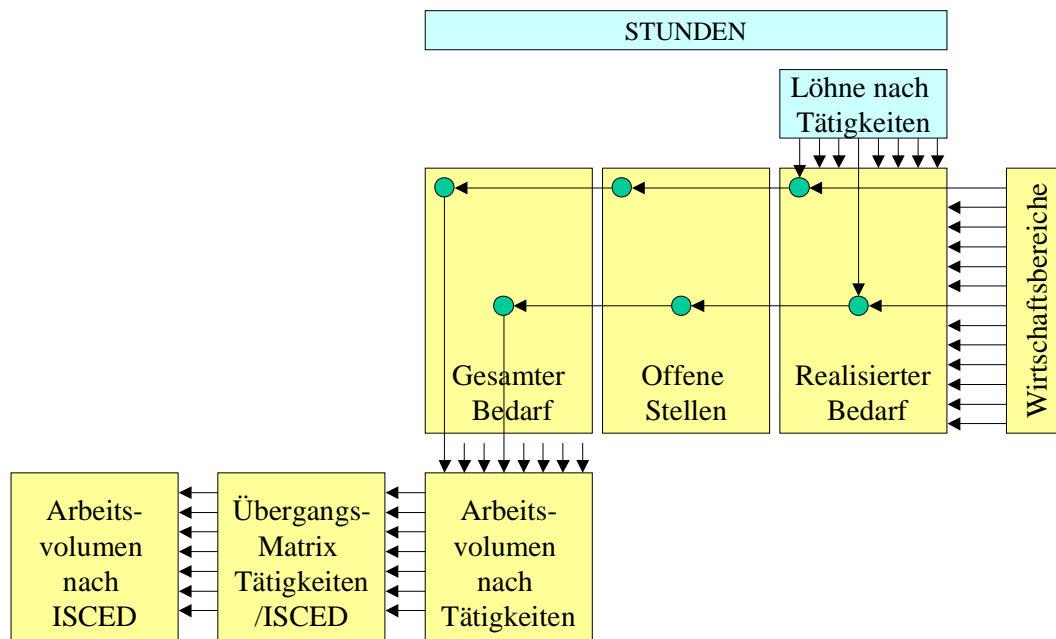 STUNDEN
Löhne nach
Tätigkeiten
Gesamter
Bedarf
Offene
Stellen
Realisierter
Bedarf
Wirtschaftsbereiche
Arbeits-
volumen
nach
ISCED
Übergangs-
Matrix
Tätigkeiten
/ISCED
Arbeits-
volumen
nach
Tätigkeiten